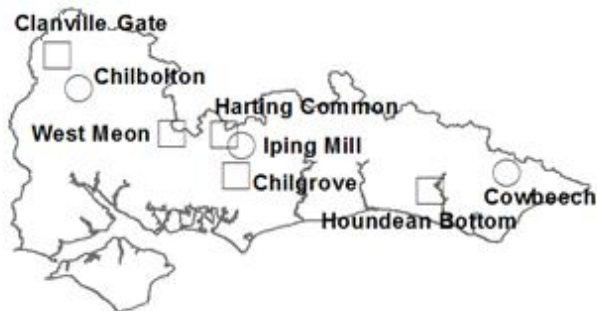 Clanville Gate
Chilbolton
Harting Common
West Meon
Iping Mill
Chilgrove
Cowbeech
Houndean Bottom